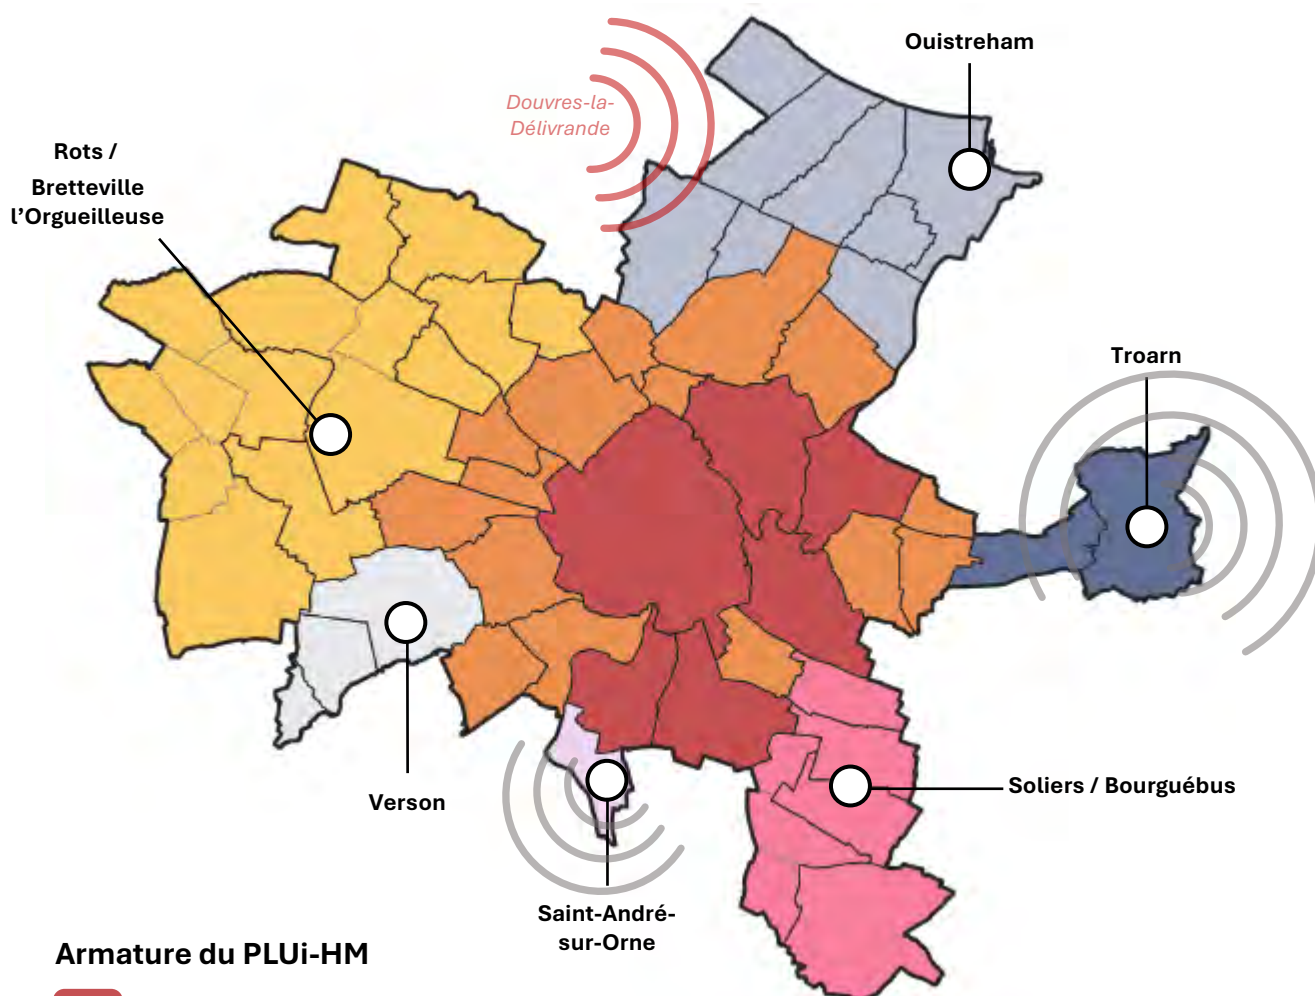 Ouistreham
Douvres-la-
Délivrande
Rots /
Bretteville
l'Orgueilleuse
Troarn
Verson
Soliers / Bourguébus
Saint-André-
sur-Orne
Armature du PLUi-HM